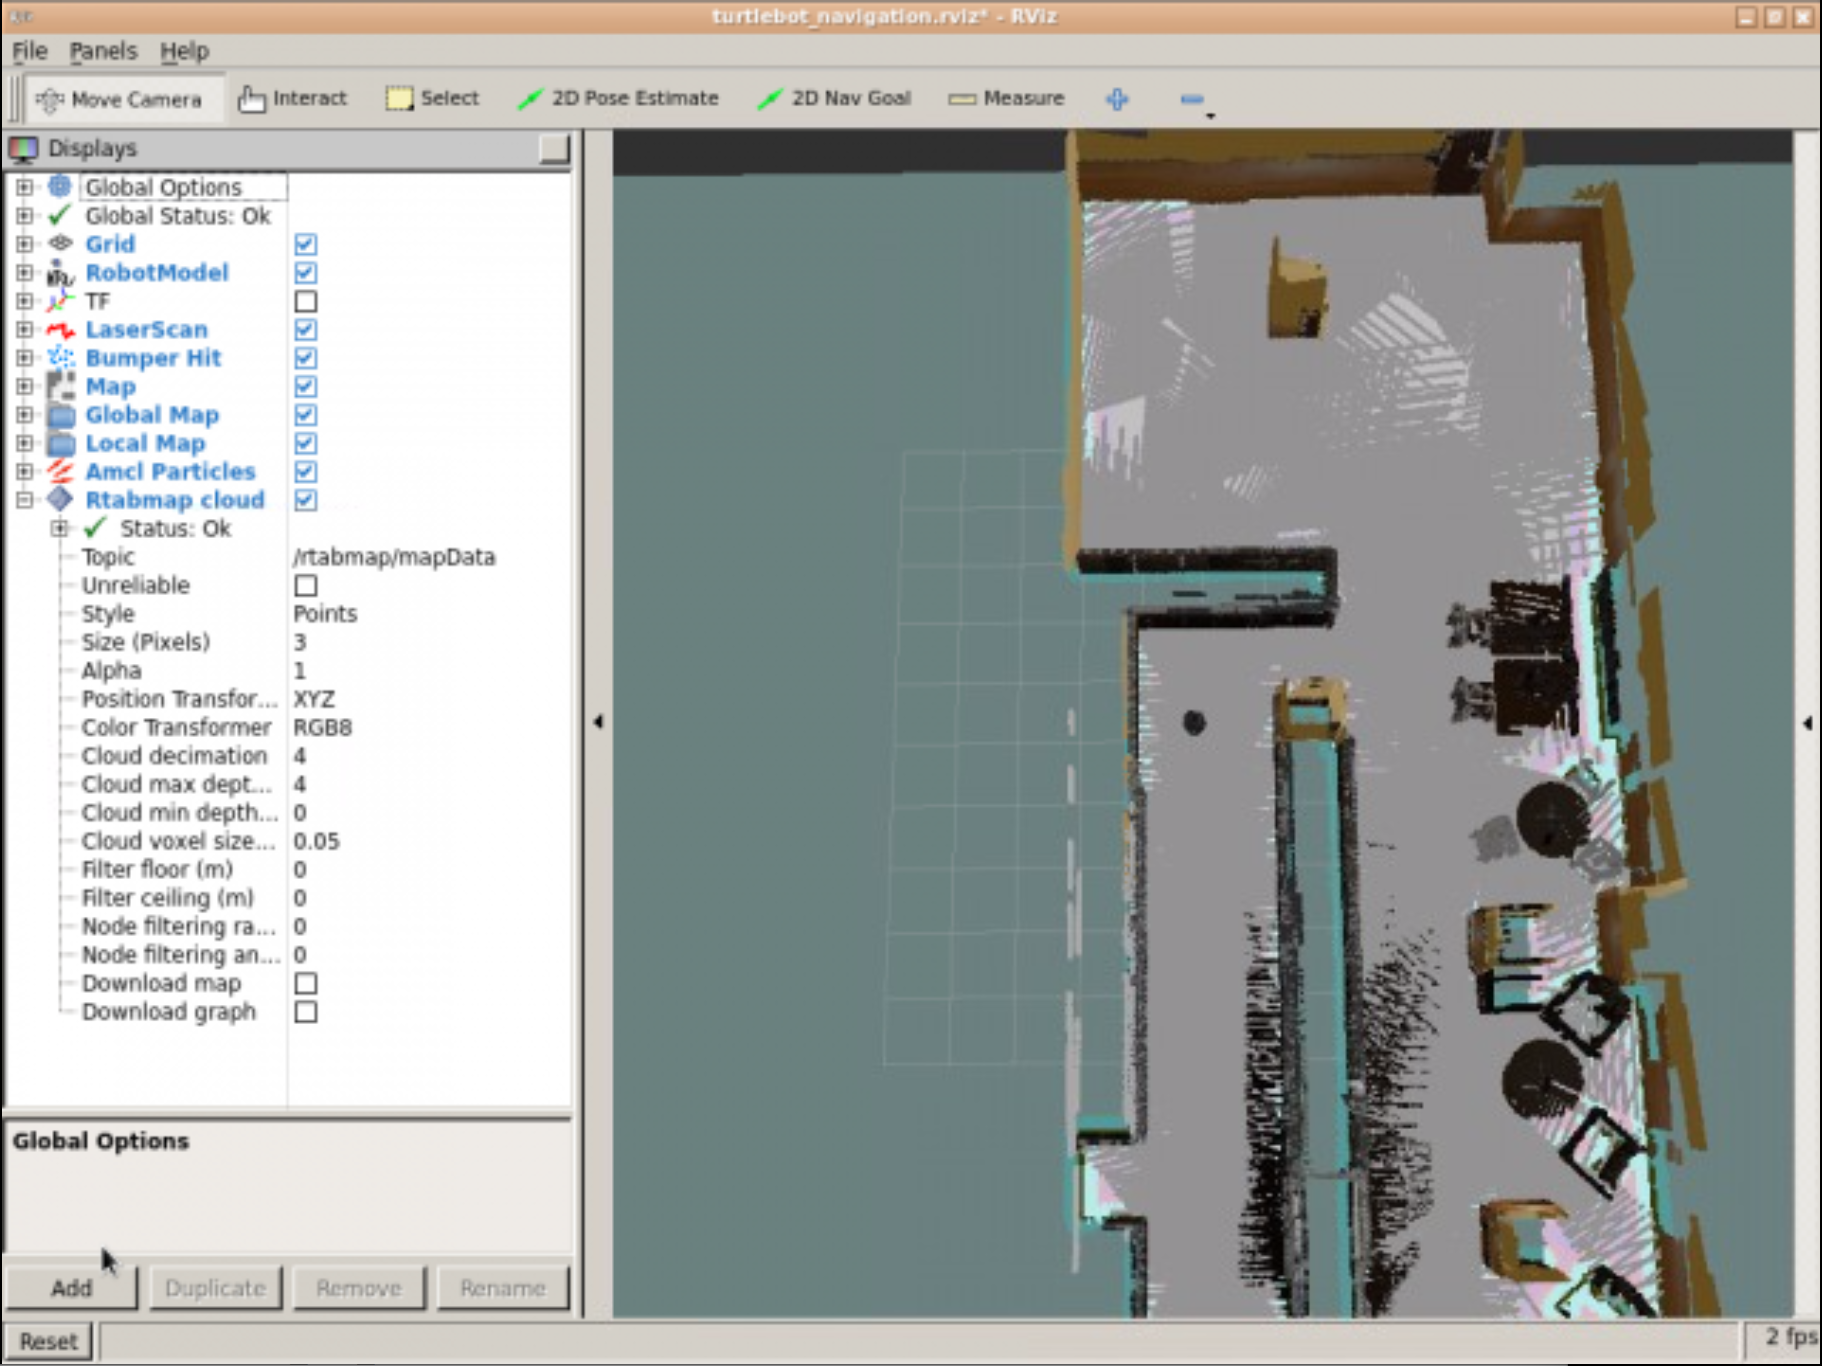 turtlebot_navigation.rviz* - RViz
File Panels Help
Move Camera Interact Select 2D Pose Estimate 2D Nav Goal Measure
Displays
Global Options
Global Status: Ok
Grid
RobotModel
TF
LaserScan
Bumper Hit
Map
Global Map
Local Map
Amcl Particles
Rtabmap cloud
Status: Ok
Topic /rtabmap/mapData
Unreliable
Style Points
Size (Pixels) 3
Alpha 1
Position Transfor... XYZ
Color Transformer RGB8
Cloud decimation 4
Cloud max dept... 4
Cloud min depth... 0
Cloud voxel size... 0.05
Filter floor (m) 0
Filter ceiling (m) 0
Node filtering ra... 0
Node filtering an... 0
Download map
Download graph
Global Options
Add Duplicate Remove Rename
Reset 2 fps